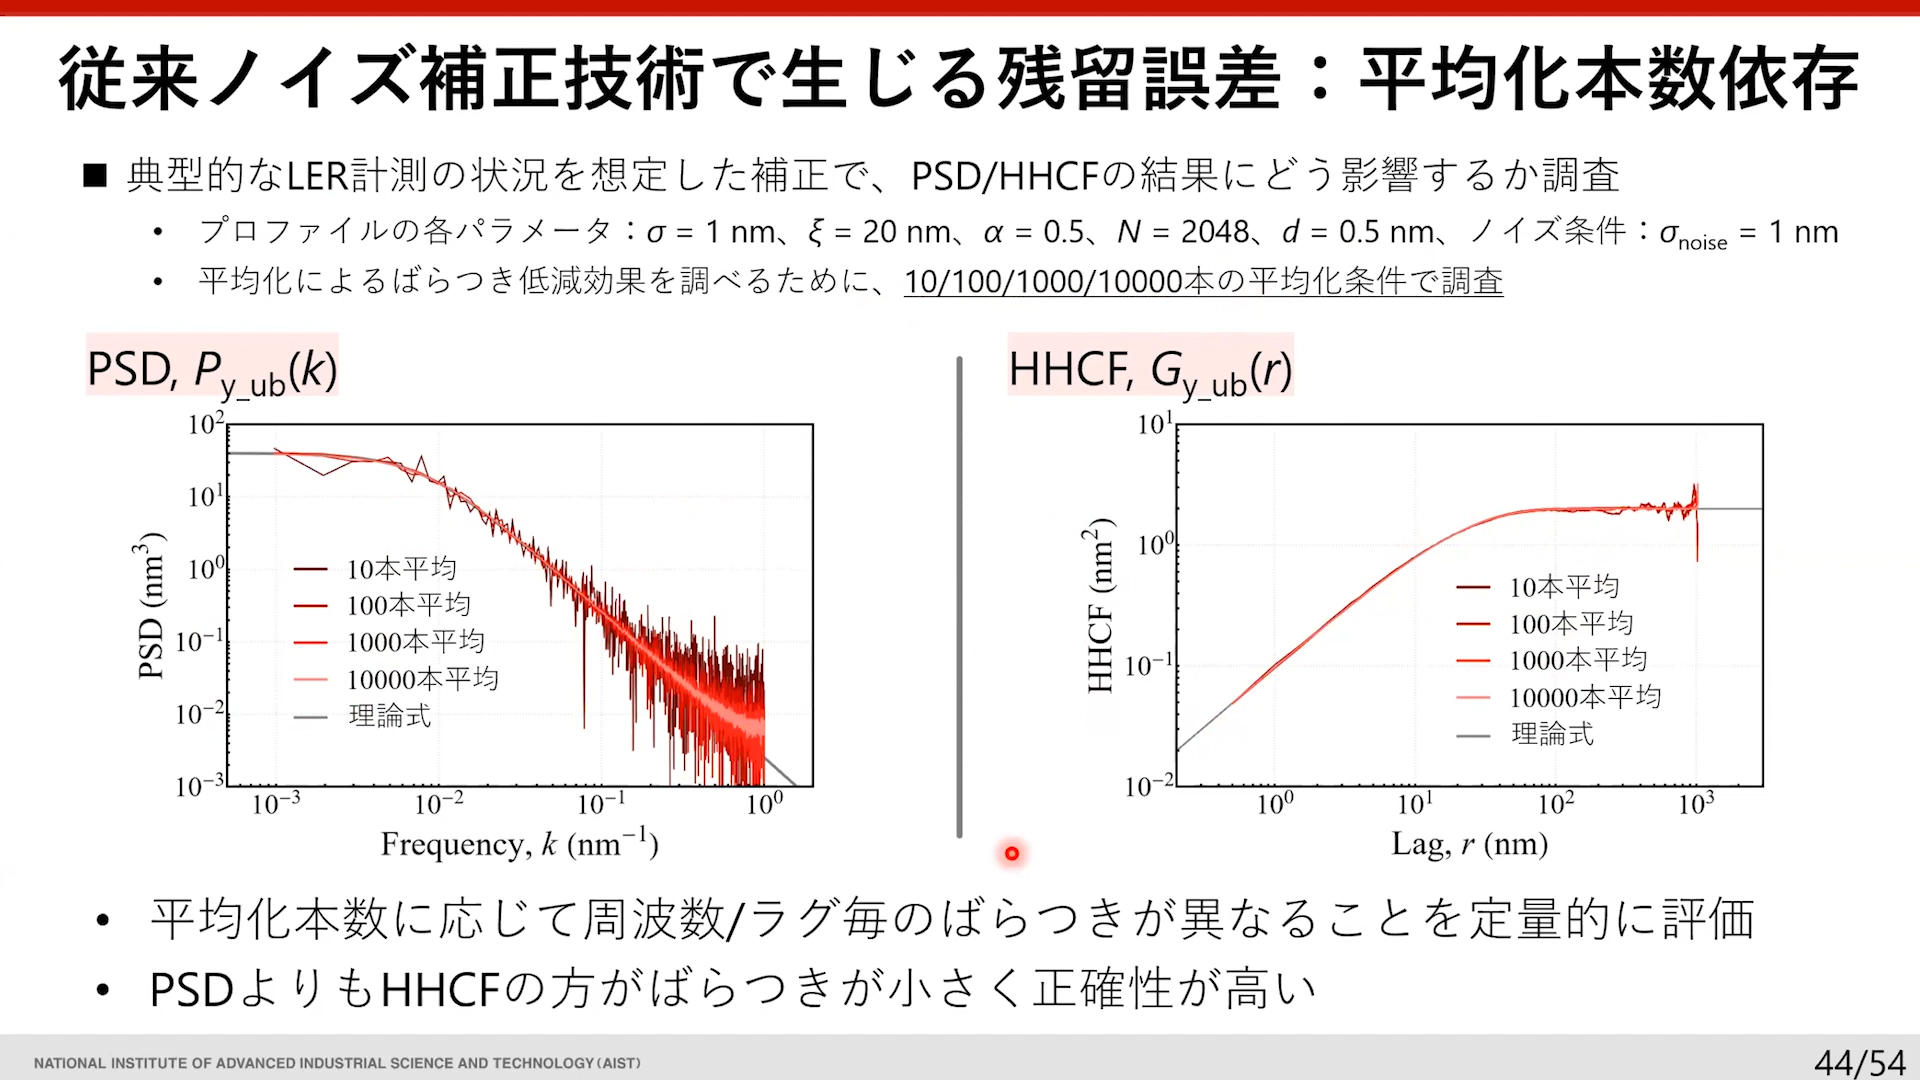 従来ノイズ補正技術で生じる残留誤差：平均化本数依存
■ 典型的なLER計測の状況を想定した補正で、PSD/HHCFの結果にどう影響するか調査
• プロファイルの各パラメータ：σ = 1 nm、ξ = 20 nm、α = 0.5、N = 2048、d = 0.5 nm、ノイズ条件：σnoise = 1 nm
• 平均化によるばらつき低減効果を調べるために、10/100/1000/10000本の平均化条件で調査
PSD, Py_ub(k)
10²
10¹
10⁰
10⁻¹
10⁻²
10⁻³
PSD (nm³)
10本平均
100本平均
1000本平均
10000本平均
理論式
10⁻³ 10⁻² 10⁻¹ 10⁰
Frequency, k (nm⁻¹)
HHCF, Gy_ub(r)
10¹
10⁰
10⁻¹
10⁻²
HHCF (nm²)
10本平均
100本平均
1000本平均
10000本平均
理論式
10⁰ 10¹ 10² 10³
Lag, r (nm)
• 平均化本数に応じて周波数/ラグ毎のばらつきが異なることを定量的に評価
• PSDよりもHHCFの方がばらつきが小さく正確性が高い
NATIONAL INSTITUTE OF ADVANCED INDUSTRIAL SCIENCE AND TECHNOLOGY (AIST)
44/54